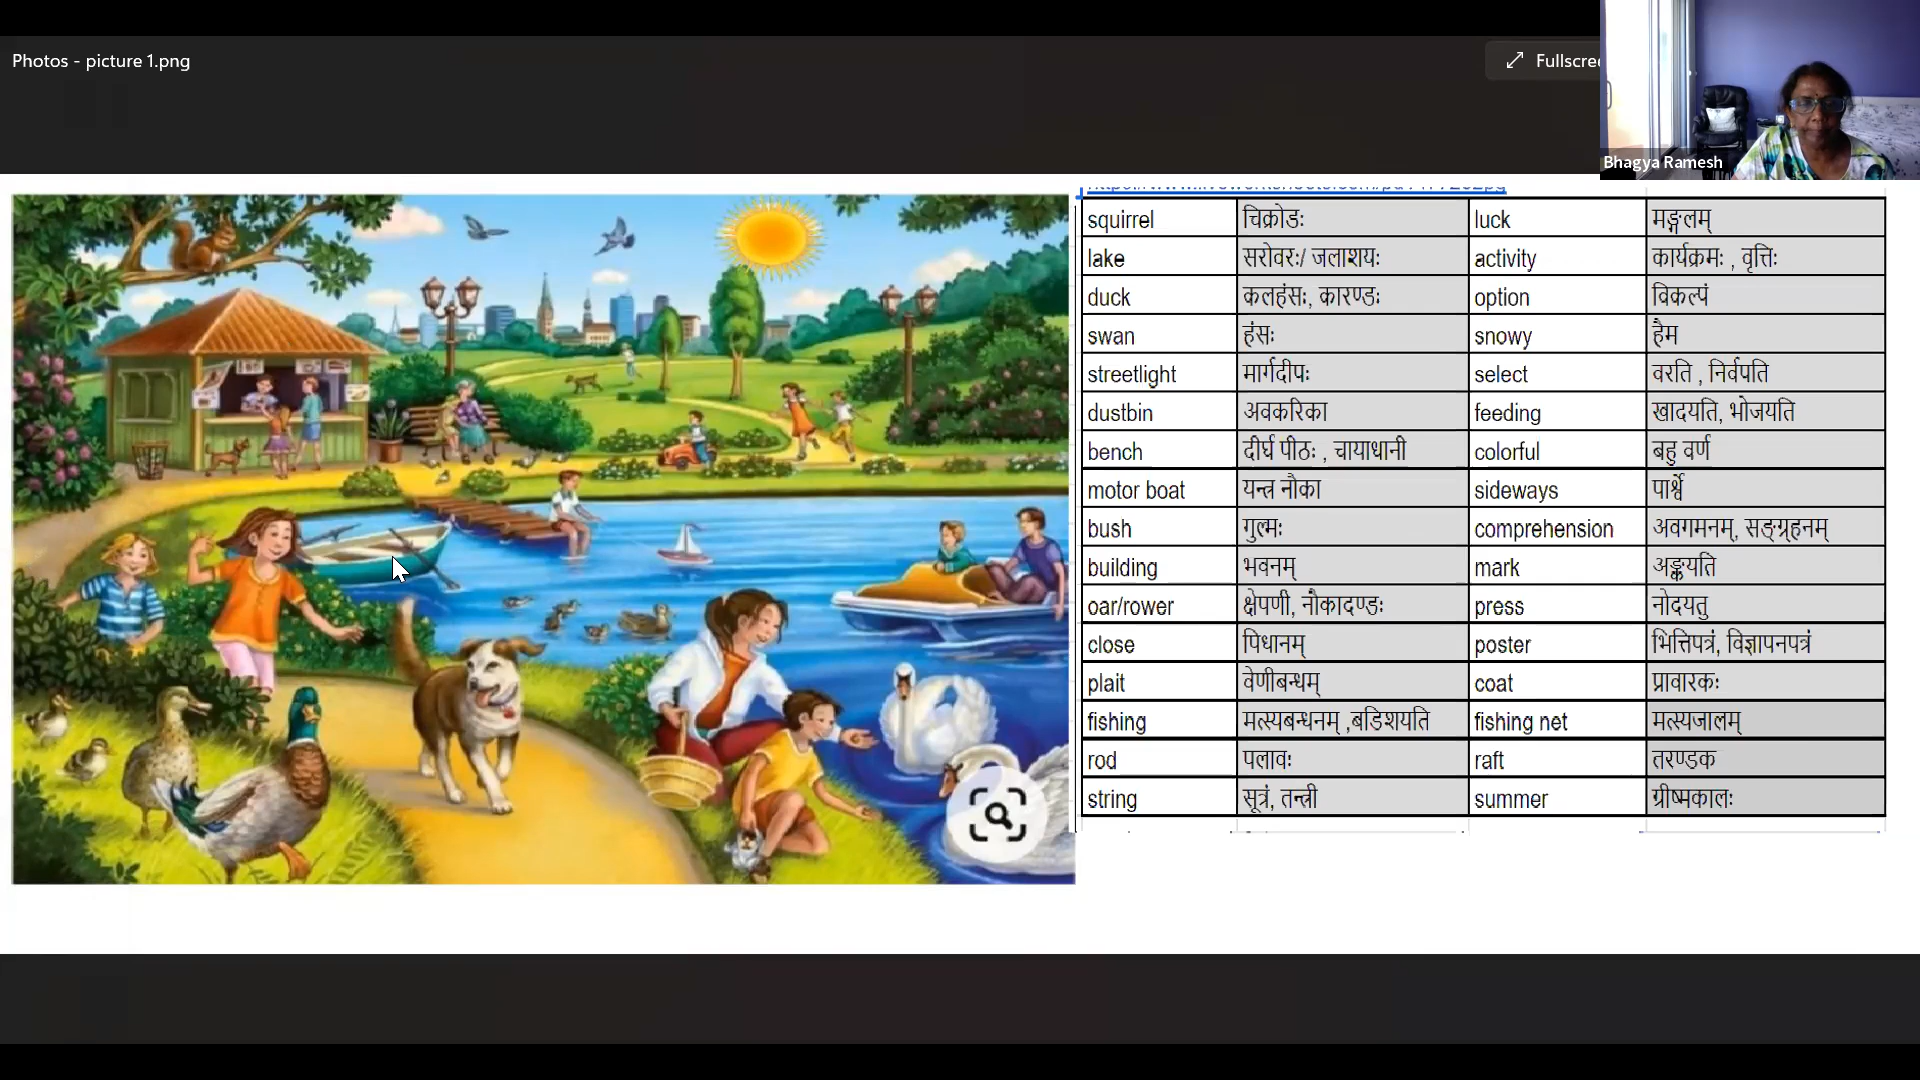 Photos - picture 1.png
Fullscree
Bhagya Ramesh
squirrel चिक्रोडः luck मङ्गलम्
lake सरोवरः/ जलाशयः activity कार्यक्रमः , वृत्तिः
duck कलहंसः, कारण्डः option विकल्पं
swan हंसः snowy हैम
streetlight मार्गदीपः select वरति , निर्वपति
dustbin अवकरिका feeding खादयति, भोजयति
bench दीर्घ पीठः , चायाधानी colorful बहु वर्ण
motor boat यन्त्र नौका sideways पार्श्वे
bush गुल्मः comprehension अवगमनम्, सङ्ग्र्हनम्
building भवनम् mark अङ्कयति
oar/rower क्षेपणी, नौकादण्डः press नोदयतु
close पिधानम् poster भित्तिपत्रं, विज्ञापनपत्रं
plait वेणीबन्धम् coat प्रावारकः
fishing मत्स्यबन्धनम् ,बडिशयति fishing net मत्स्यजालम्
rod पलावः raft तरण्डक
string सूत्रं, तन्त्री summer ग्रीष्मकालः